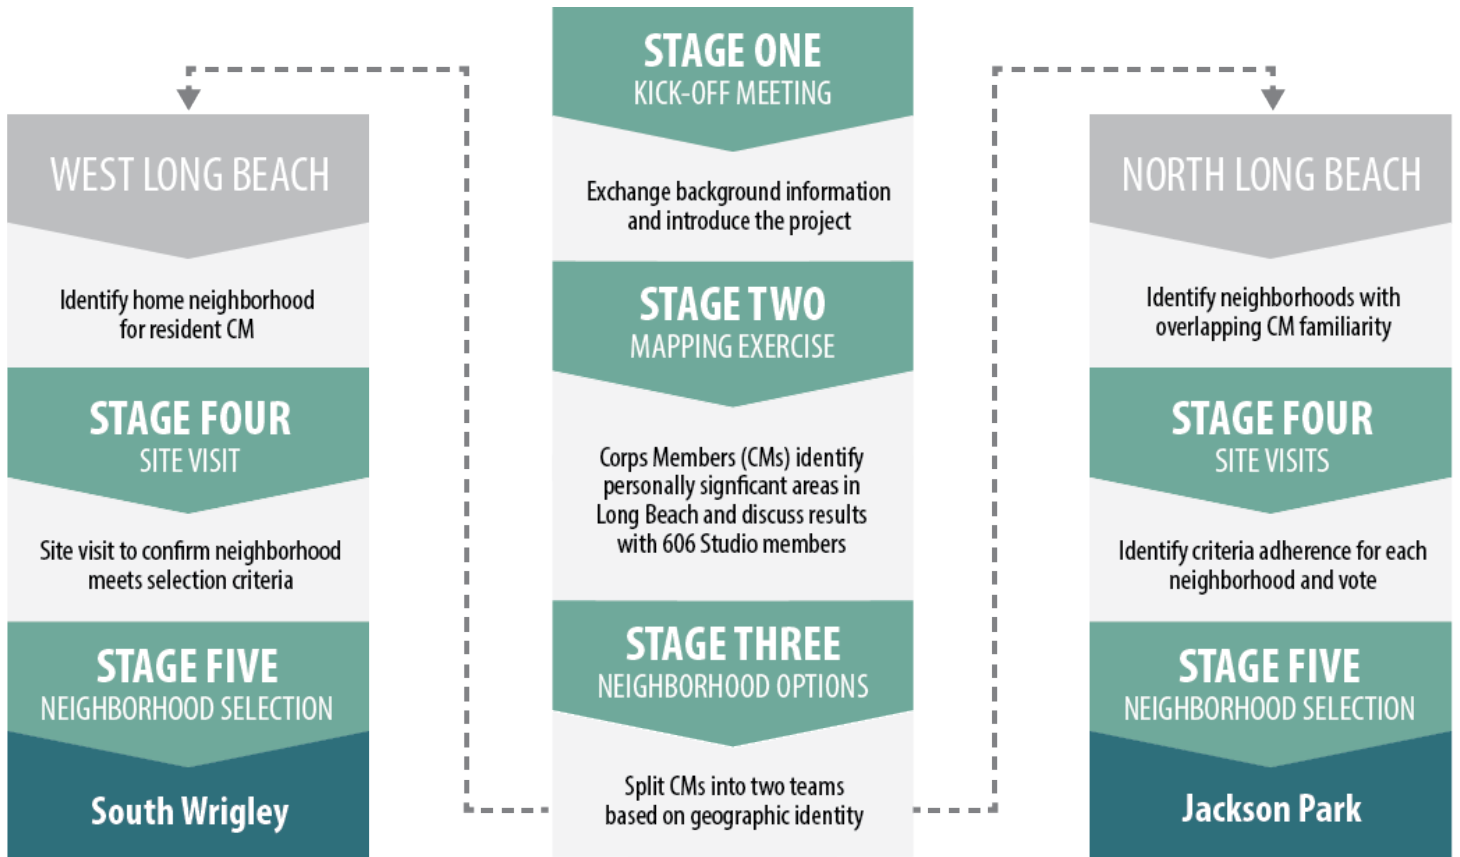 STAGE ONE
KICK-OFF MEETING
Exchange background information
and introduce the project
STAGE TWO
MAPPING EXERCISE
Corps Members (CMs) identify
personally signficant areas in
Long Beach and discuss results
with 606 Studio members
STAGE THREE
NEIGHBORHOOD OPTIONS
Split CMs into two teams
based on geographic identity
WEST LONG BEACH
Identify home neighborhood
for resident CM
STAGE FOUR
SITE VISIT
Site visit to confirm neighborhood
meets selection criteria
STAGE FIVE
NEIGHBORHOOD SELECTION
South Wrigley
NORTH LONG BEACH
Identify neighborhoods with
overlapping CM familiarity
STAGE FOUR
SITE VISITS
Identify criteria adherence for each
neighborhood and vote
STAGE FIVE
NEIGHBORHOOD SELECTION
Jackson Park